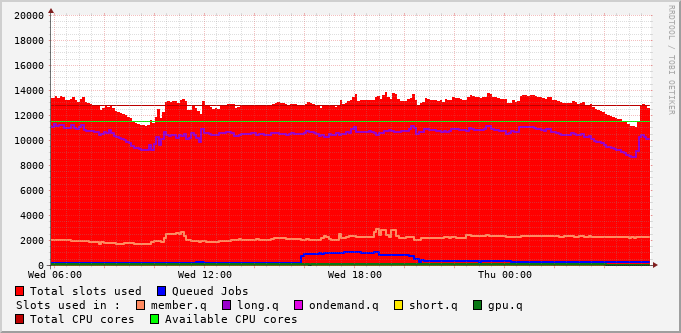 RRDTOOL / TOBI OETIKER
20000
18000
16000
14000
12000
10000
8000
6000
4000
2000
0
Wed 06:00 Wed 12:00 Wed 18:00 Thu 00:00
Total slots used Queued Jobs
Slots used in : member.q long.q ondemand.q short.q gpu.q
Total CPU cores Available CPU cores